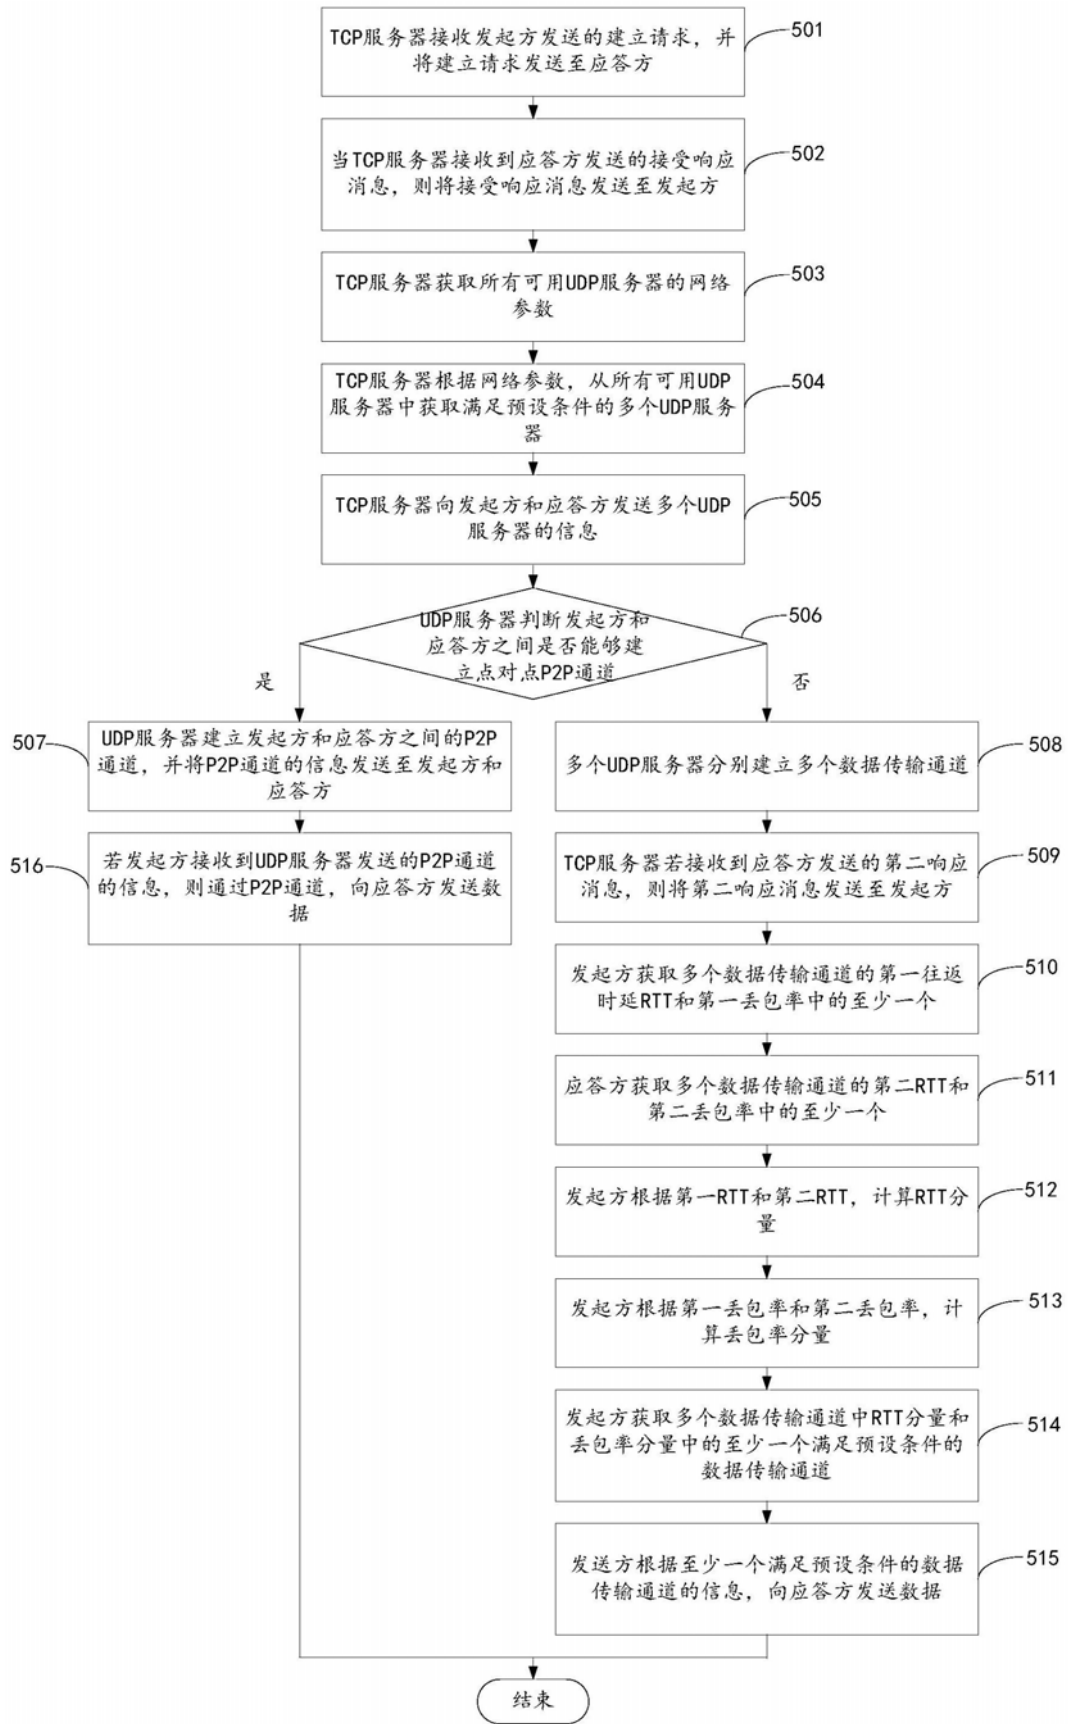 TCP服务器接收发起方发送的建立请求，并
将建立请求发送至应答方
501
当TCP服务器接收到应答方发送的接受响应
消息，则将接受响应消息发送至发起方
502
TCP服务器获取所有可用UDP服务器的网络
参数
503
TCP服务器根据网络参数，从所有可用UDP
服务器中获取满足预设条件的多个UDP服务
器
504
TCP服务器向发起方和应答方发送多个UDP
服务器的信息
505
UDP服务器判断发起方和
应答方之间是否能够建
立点对点P2P通道
506
是
否
507
UDP服务器建立发起方和应答方之间的P2P
通道，并将P2P通道的信息发送至发起方和
应答方
多个UDP服务器分别建立多个数据传输通道
508
516
若发起方接收到UDP服务器发送的P2P通道
的信息，则通过P2P通道，向应答方发送数
据
TCP服务器若接收到应答方发送的第二响应
消息，则将第二响应消息发送至发起方
509
发起方获取多个数据传输通道的第一往返
时延RTT和第一丢包率中的至少一个
510
应答方获取多个数据传输通道的第二RTT和
第二丢包率中的至少一个
511
发起方根据第一RTT和第二RTT，计算RTT分
量
512
发起方根据第一丢包率和第二丢包率，计
算丢包率分量
513
发起方获取多个数据传输通道中RTT分量和
丢包率分量中的至少一个满足预设条件的
数据传输通道
514
发送方根据至少一个满足预设条件的数据
传输通道的信息，向应答方发送数据
515
结束